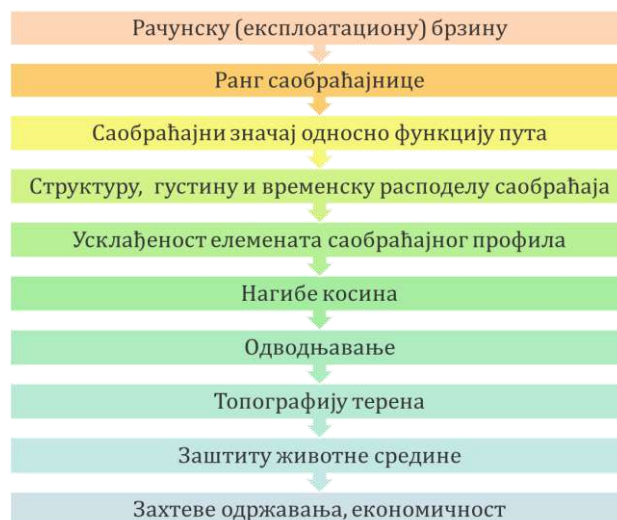 Рачунску (експлоатациону) брзину
Ранг саобраћајнице
Саобраћајни значај односно функцију пута
Структуру, густину и временску расподелу саобраћаја
Усклађеност елемената саобраћајног профила
Нагибе косина
Одводњавање
Топографију терена
Заштиту животне средине
Захтеве одржавања, економичност